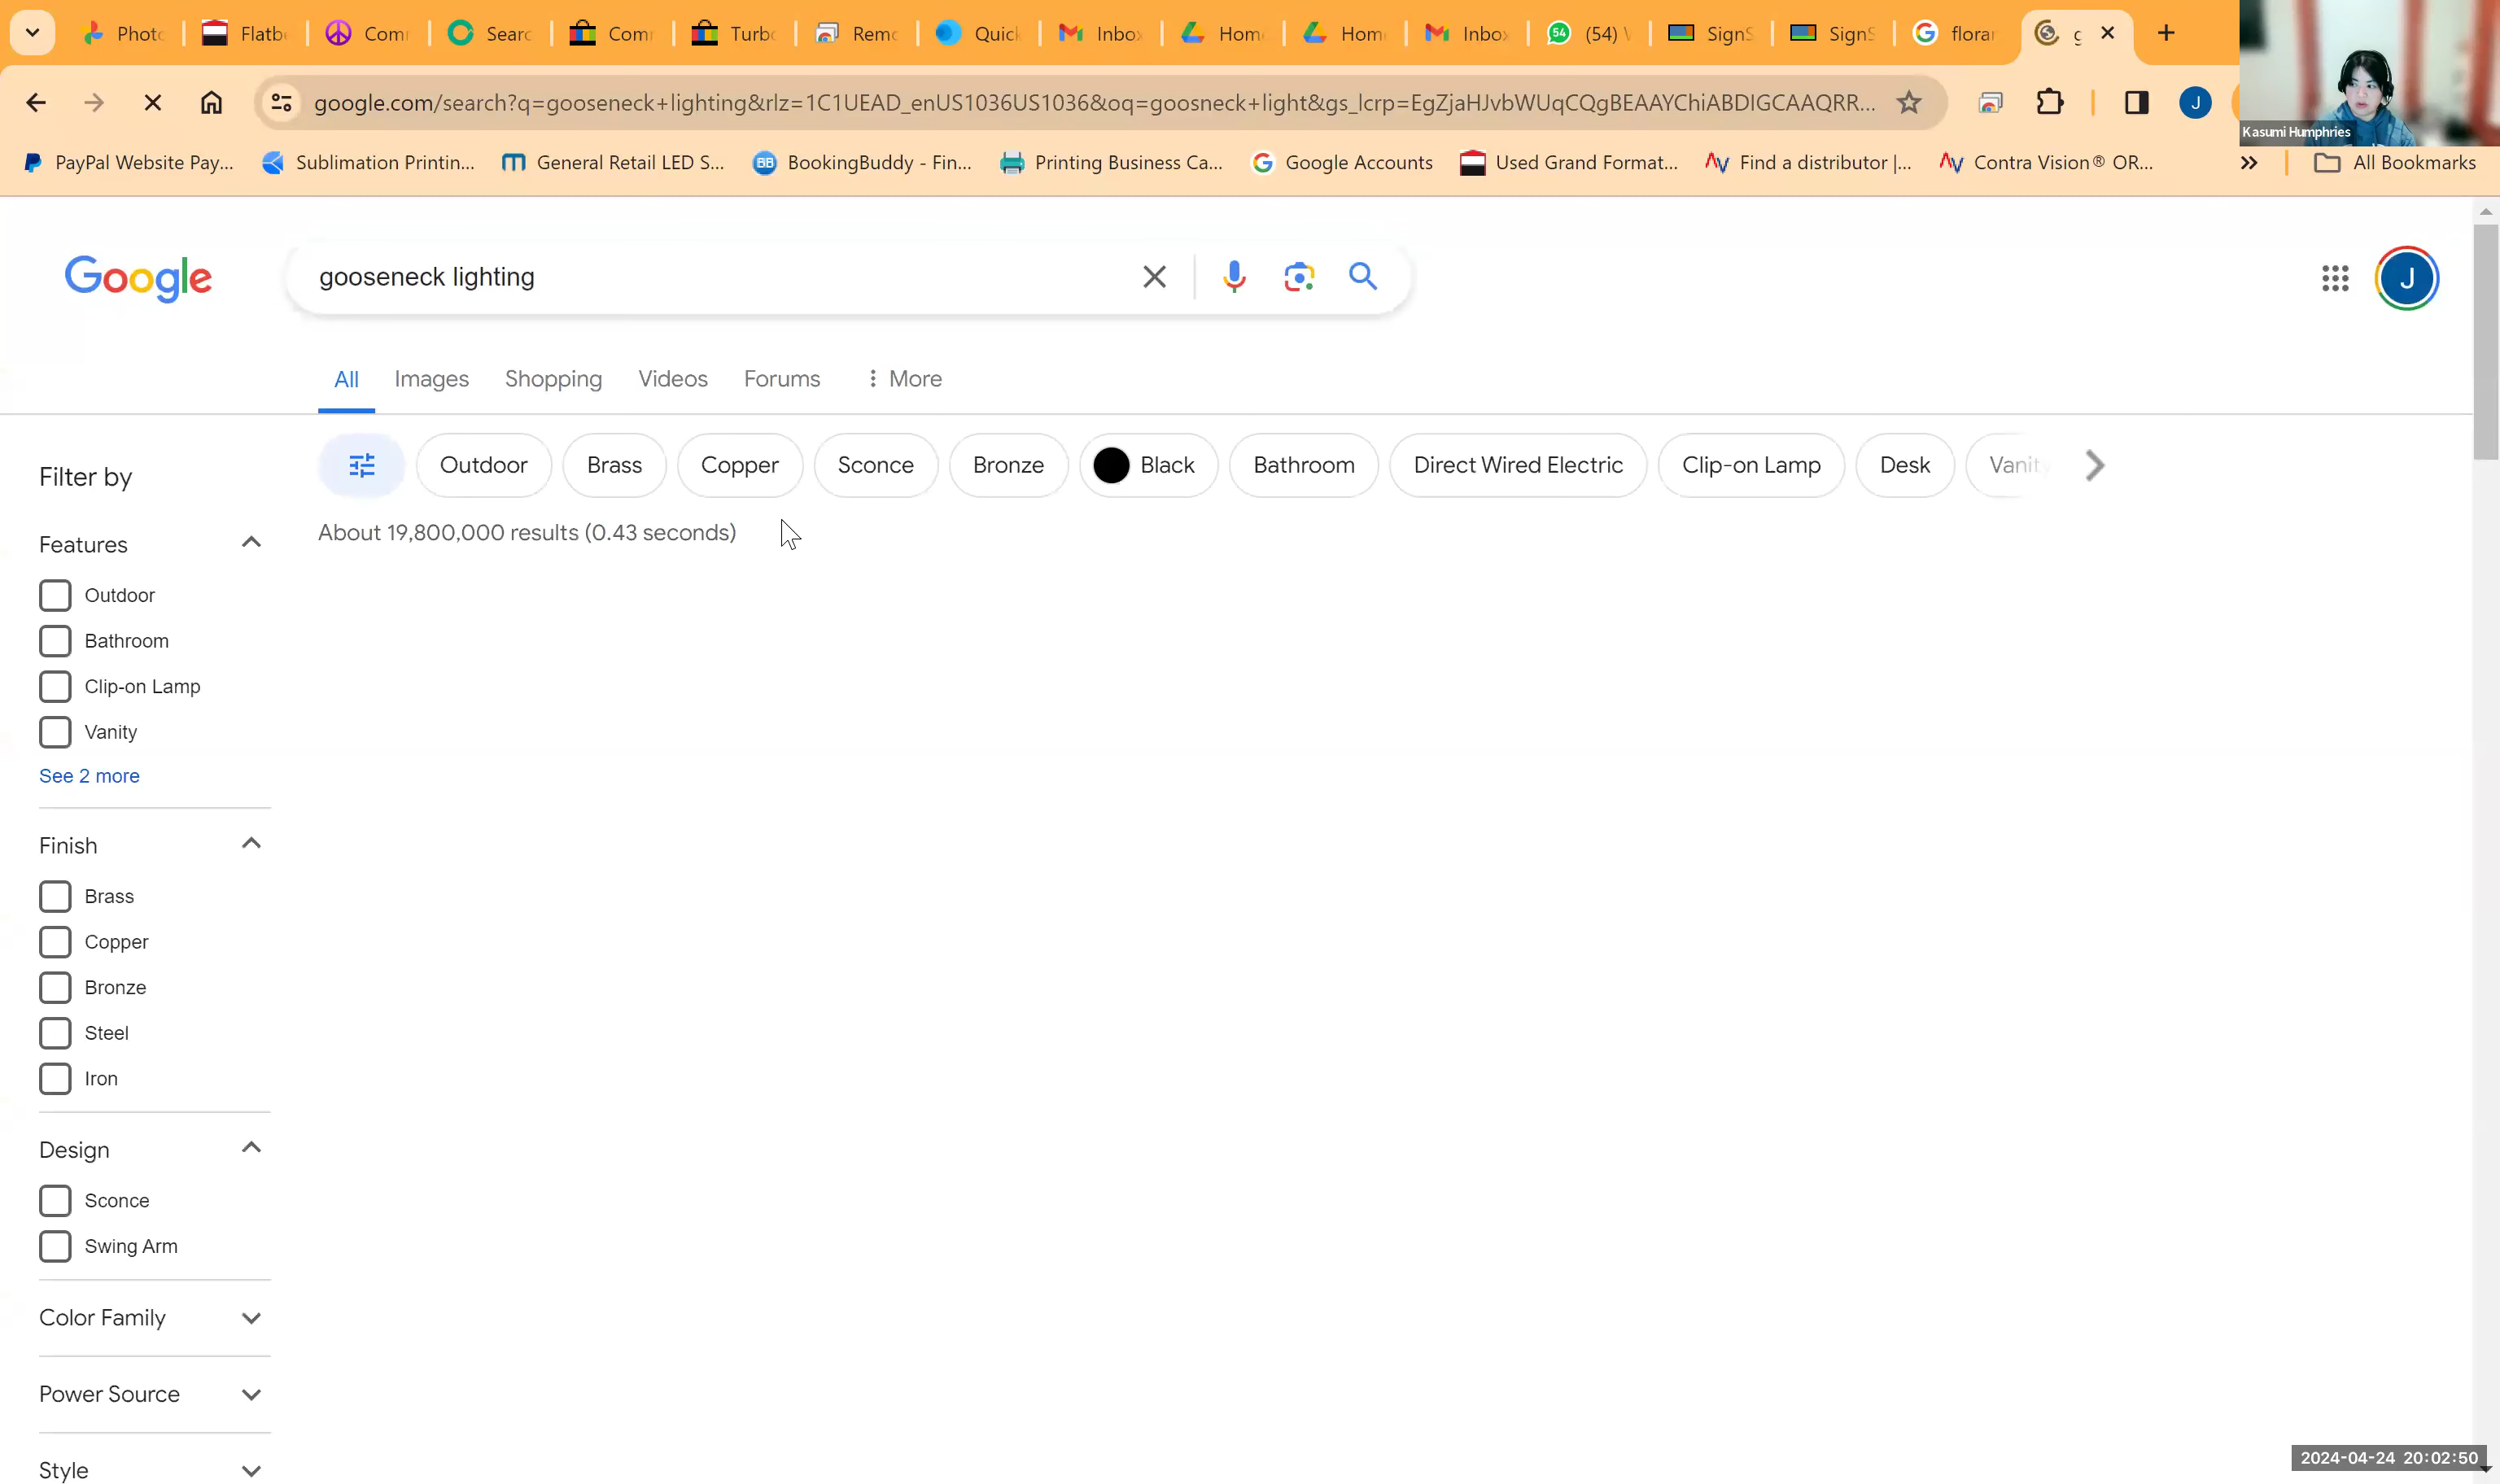 Photo
Flatbe
Com
Searc
Com
Turbo
Remo
Quick
Inbox
Home
Home
Inbox
54
(54)
SignS
SignS
floran
g
google.com/search?q=gooseneck+lighting&rlz=1C1UEAD_enUS1036US1036&oq=goosneck+light&gs_lcrp=EgZjaHJvbWUqCQgBEAAYChiABDIGCAAQRR...
J
Kasumi Humphries
PayPal Website Pay...
Sublimation Printin...
General Retail LED S...
BB
BookingBuddy - Fin...
Printing Business Ca...
Google Accounts
Used Grand Format...
Find a distributor |...
Contra Vision® OR...
All Bookmarks
Google
gooseneck lighting
J
All Images Shopping Videos Forums More
Outdoor Brass Copper Sconce Bronze Black Bathroom Direct Wired Electric Clip-on Lamp Desk Vanity
About 19,800,000 results (0.43 seconds)
Filter by
Features
Outdoor
Bathroom
Clip-on Lamp
Vanity
See 2 more
Finish
Brass
Copper
Bronze
Steel
Iron
Design
Sconce
Swing Arm
Color Family
Power Source
Style
2024-04-24 20:02:50